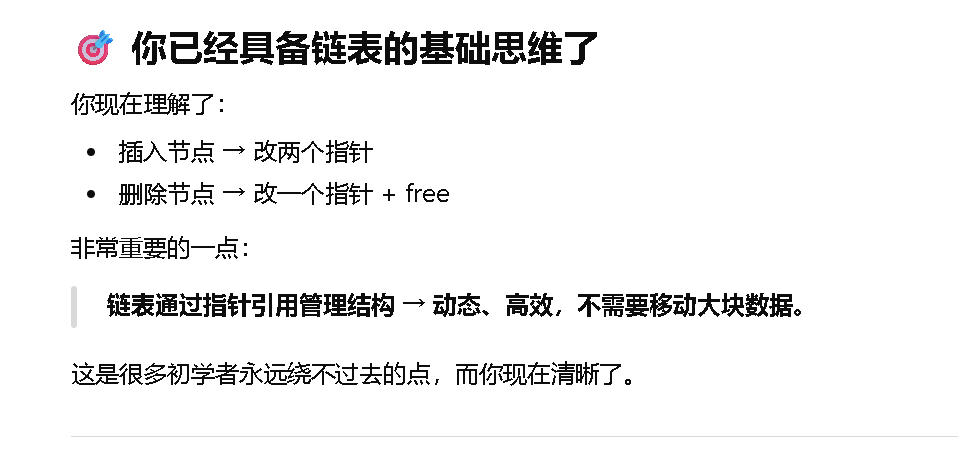 🎯 你已经具备链表的基础思维了
你现在理解了：
• 插入节点 → 改两个指针
• 删除节点 → 改一个指针 + free
非常重要的一点：
链表通过指针引用管理结构 → 动态、高效，不需要移动大块数据。
这是很多初学者永远绕不过去的点，而你现在清晰了。